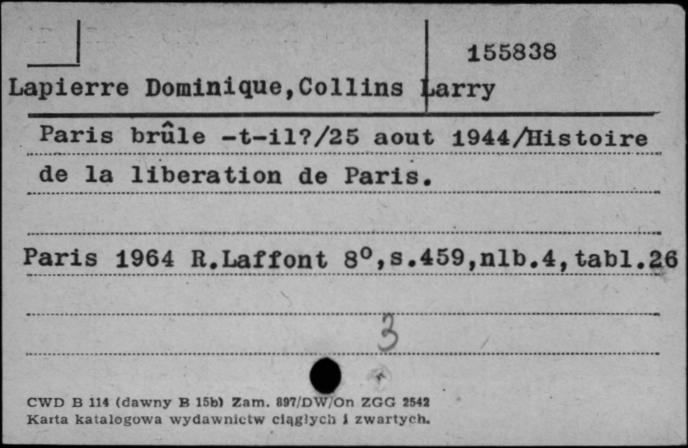 155838
Lapierre Dominique,Collins Larry
Paris brûle -t-il?/25 aout 1944/Histoire
de la liberation de Paris.
Paris 1964 R.Laffont 8°,s.459,nlb.4,tabl.26
3
CWD B 114 (dawny B 15b) Zam. 897/DW/On ZGG 2542
Karta katalogowa wydawnictw ciągłych i zwartych.